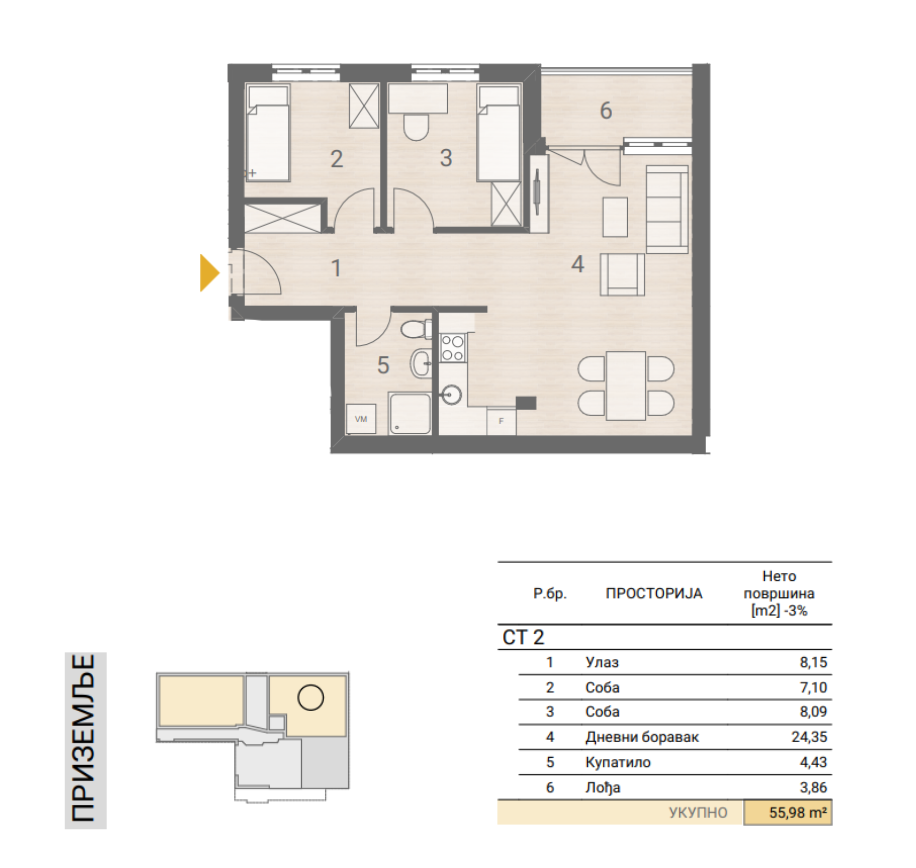 6
2
3
1
4
5
VM
F
Р.бр.
ПРОСТОРИЈА
Нето
површина
[m2] -3%
СТ 2
1 Улаз 8,15
2 Соба 7,10
3 Соба 8,09
4 Дневни боравак 24,35
5 Купатило 4,43
6 Лођа 3,86
УКУПНО 55,98 m²
ПРИЗЕМЉЕ